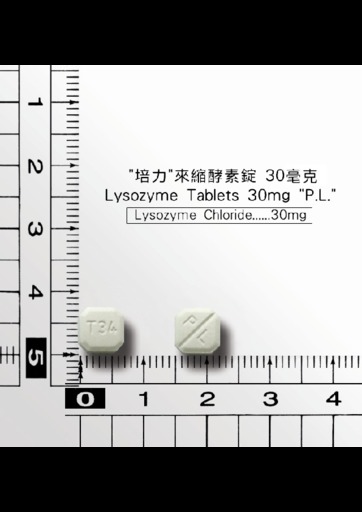 "培力"來縮酵素錠 30毫克
Lysozyme Tablets 30mg "P.L."
Lysozyme Chloride......30mg
1
2
3
4
5
T34
P L
0 1 2 3 4